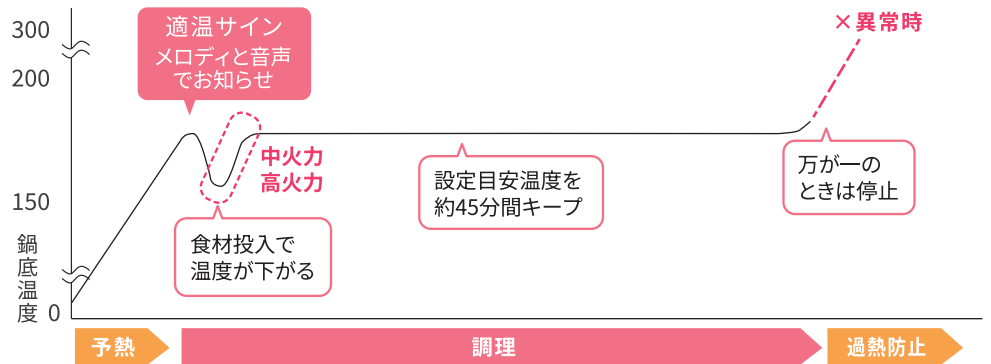 300
200
150
0
鍋底温度
適温サイン
メロディと音声
でお知らせ
中火力
高火力
食材投入で
温度が下がる
設定目安温度を
約45分間キープ
×異常時
万が一の
ときは停止
予熱
調理
過熱防止